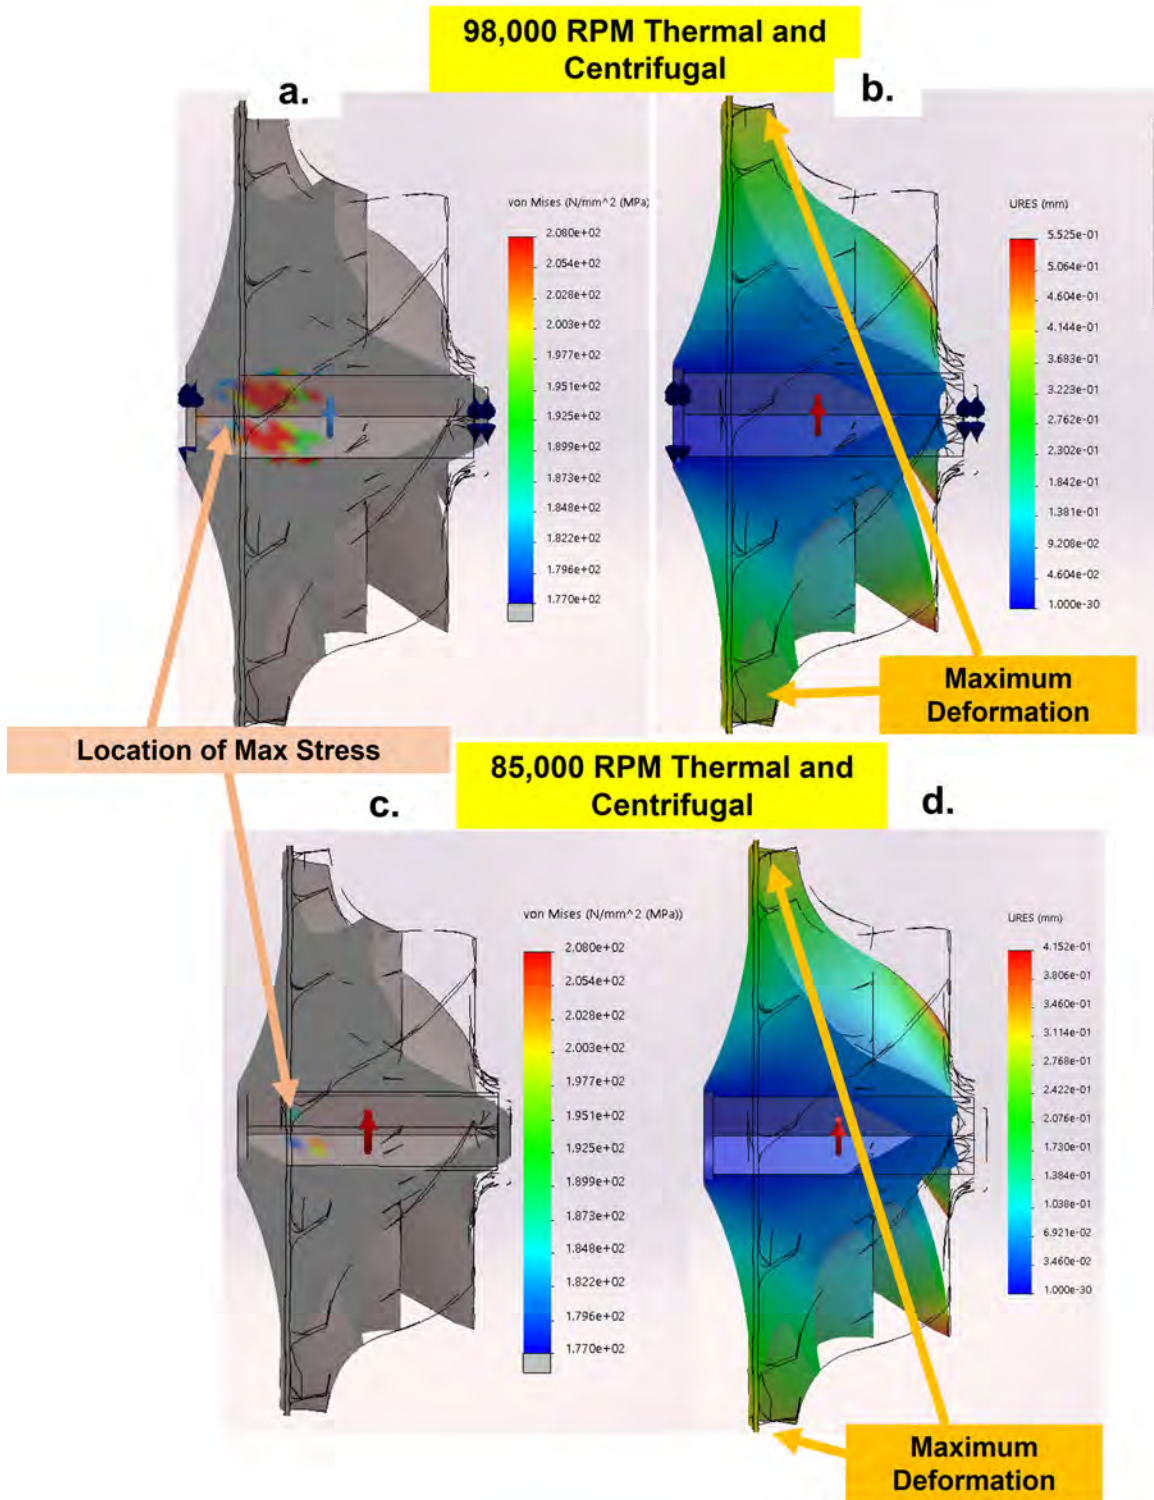 98,000 RPM Thermal and
Centrifugal
a.
b.
von Mises (N/mm^2 (MPa)
2.080e+02
2.054e+02
2.028e+02
2.003e+02
1.977e+02
1.951e+02
1.925e+02
1.899e+02
1.873e+02
1.848e+02
1.822e+02
1.796e+02
1.770e+02
URES (mm)
5.525e-01
5.064e-01
4.604e-01
4.144e-01
3.683e-01
3.223e-01
2.762e-01
2.302e-01
1.842e-01
1.381e-01
9.208e-02
4.604e-02
1.000e-30
Maximum
Deformation
Location of Max Stress
85,000 RPM Thermal and
Centrifugal
c.
d.
von Mises (N/mm^2 (MPa))
2.080e+02
2.054e+02
2.028e+02
2.003e+02
1.977e+02
1.951e+02
1.925e+02
1.899e+02
1.873e+02
1.848e+02
1.822e+02
1.796e+02
1.770e+02
URES (mm)
4.152e-01
3.806e-01
3.460e-01
3.114e-01
2.768e-01
2.422e-01
2.076e-01
1.730e-01
1.384e-01
1.038e-01
6.921e-02
3.460e-02
1.000e-30
Maximum
Deformation